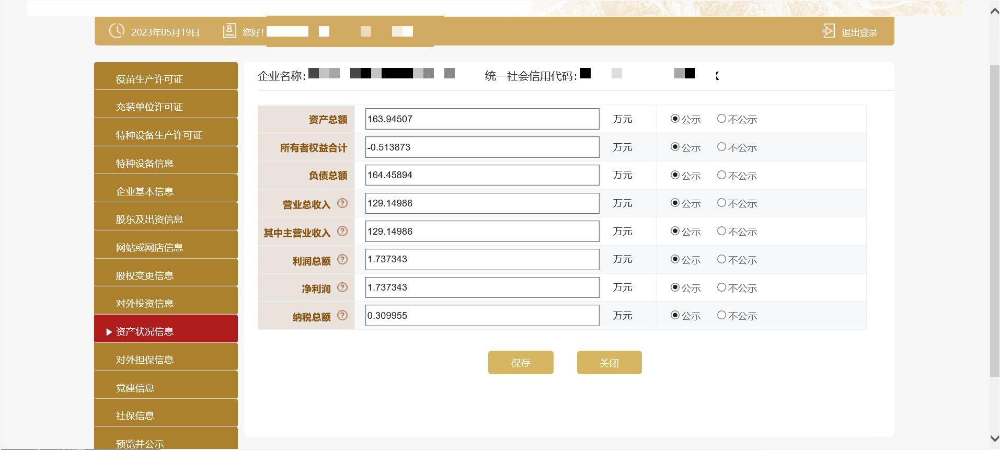 2023年05月19日 您好! 退出登录
企业名称: 统一社会信用代码:
疫苗生产许可证
充装单位许可证
特种设备生产许可证
特种设备信息
企业基本信息
股东及出资信息
网站或网店信息
股权变更信息
对外投资信息
资产状况信息
对外担保信息
党建信息
社保信息
预览并公示
资产总额 163.94507 万元 公示 不公示
所有者权益合计 -0.513873 万元 公示 不公示
负债总额 164.45894 万元 公示 不公示
营业总收入 ? 129.14986 万元 公示 不公示
其中主营业收入 ? 129.14986 万元 公示 不公示
利润总额 ? 1.737343 万元 公示 不公示
净利润 ? 1.737343 万元 公示 不公示
纳税总额 ? 0.309955 万元 公示 不公示
保存 关闭